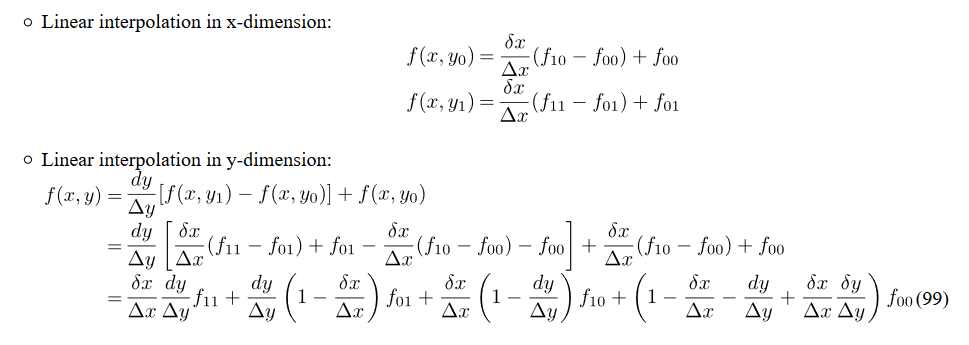 ○ Linear interpolation in x-dimension:
f(x, y₀) = δx/Δx (f₁₀ − f₀₀) + f₀₀
f(x, y₁) = δx/Δx (f₁₁ − f₀₁) + f₀₁
○ Linear interpolation in y-dimension:
f(x, y) = dy/Δy [f(x, y₁) − f(x, y₀)] + f(x, y₀)
= dy/Δy [δx/Δx (f₁₁ − f₀₁) + f₀₁ − δx/Δx (f₁₀ − f₀₀) − f₀₀] + δx/Δx (f₁₀ − f₀₀) + f₀₀
= δx/Δx dy/Δy f₁₁ + dy/Δy (1 − δx/Δx) f₀₁ + δx/Δx (1 − dy/Δy) f₁₀ + (1 − δx/Δx − dy/Δy + δx/Δx δy/Δy) f₀₀ (99)